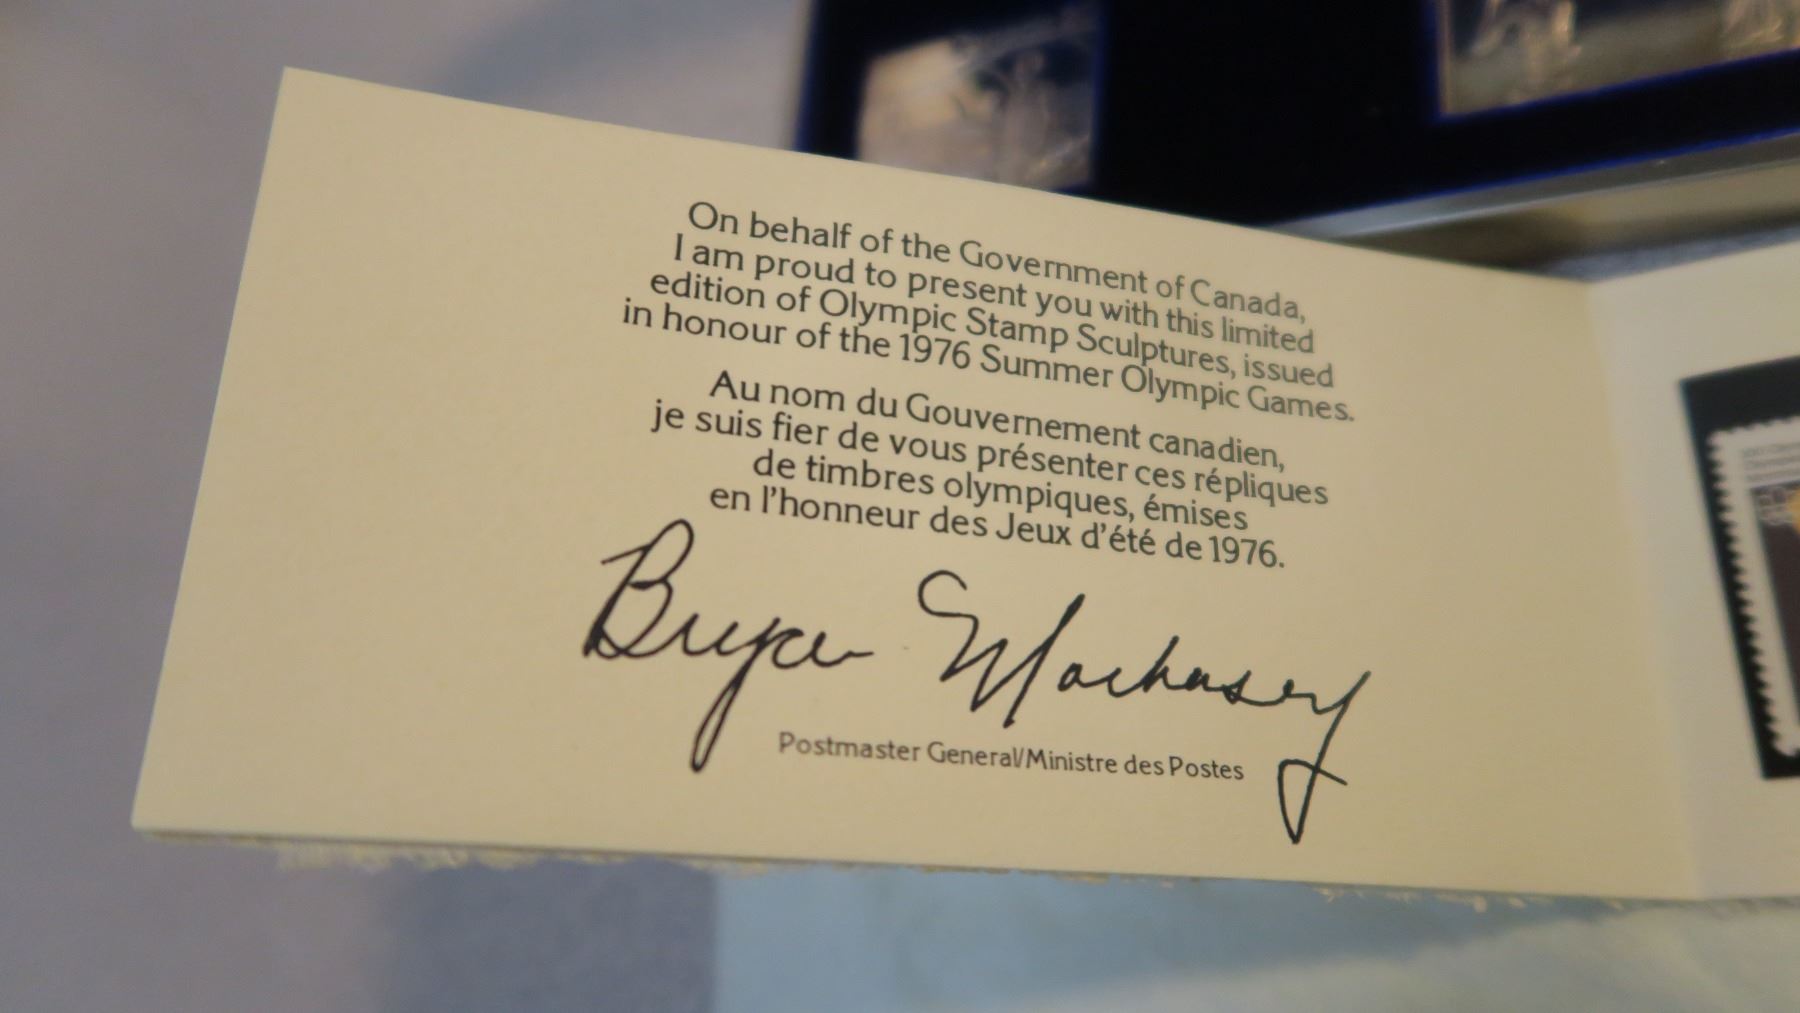 On behalf of the Government of Canada,
I am proud to present you with this limited
edition of Olympic Stamp Sculptures, issued
in honour of the 1976 Summer Olympic Games.
Au nom du Gouvernement canadien,
je suis fier de vous présenter ces répliques
de timbres olympiques, émises
en l'honneur des Jeux d'été de 1976.
Bryce Mackasey
Postmaster General/Ministre des Postes